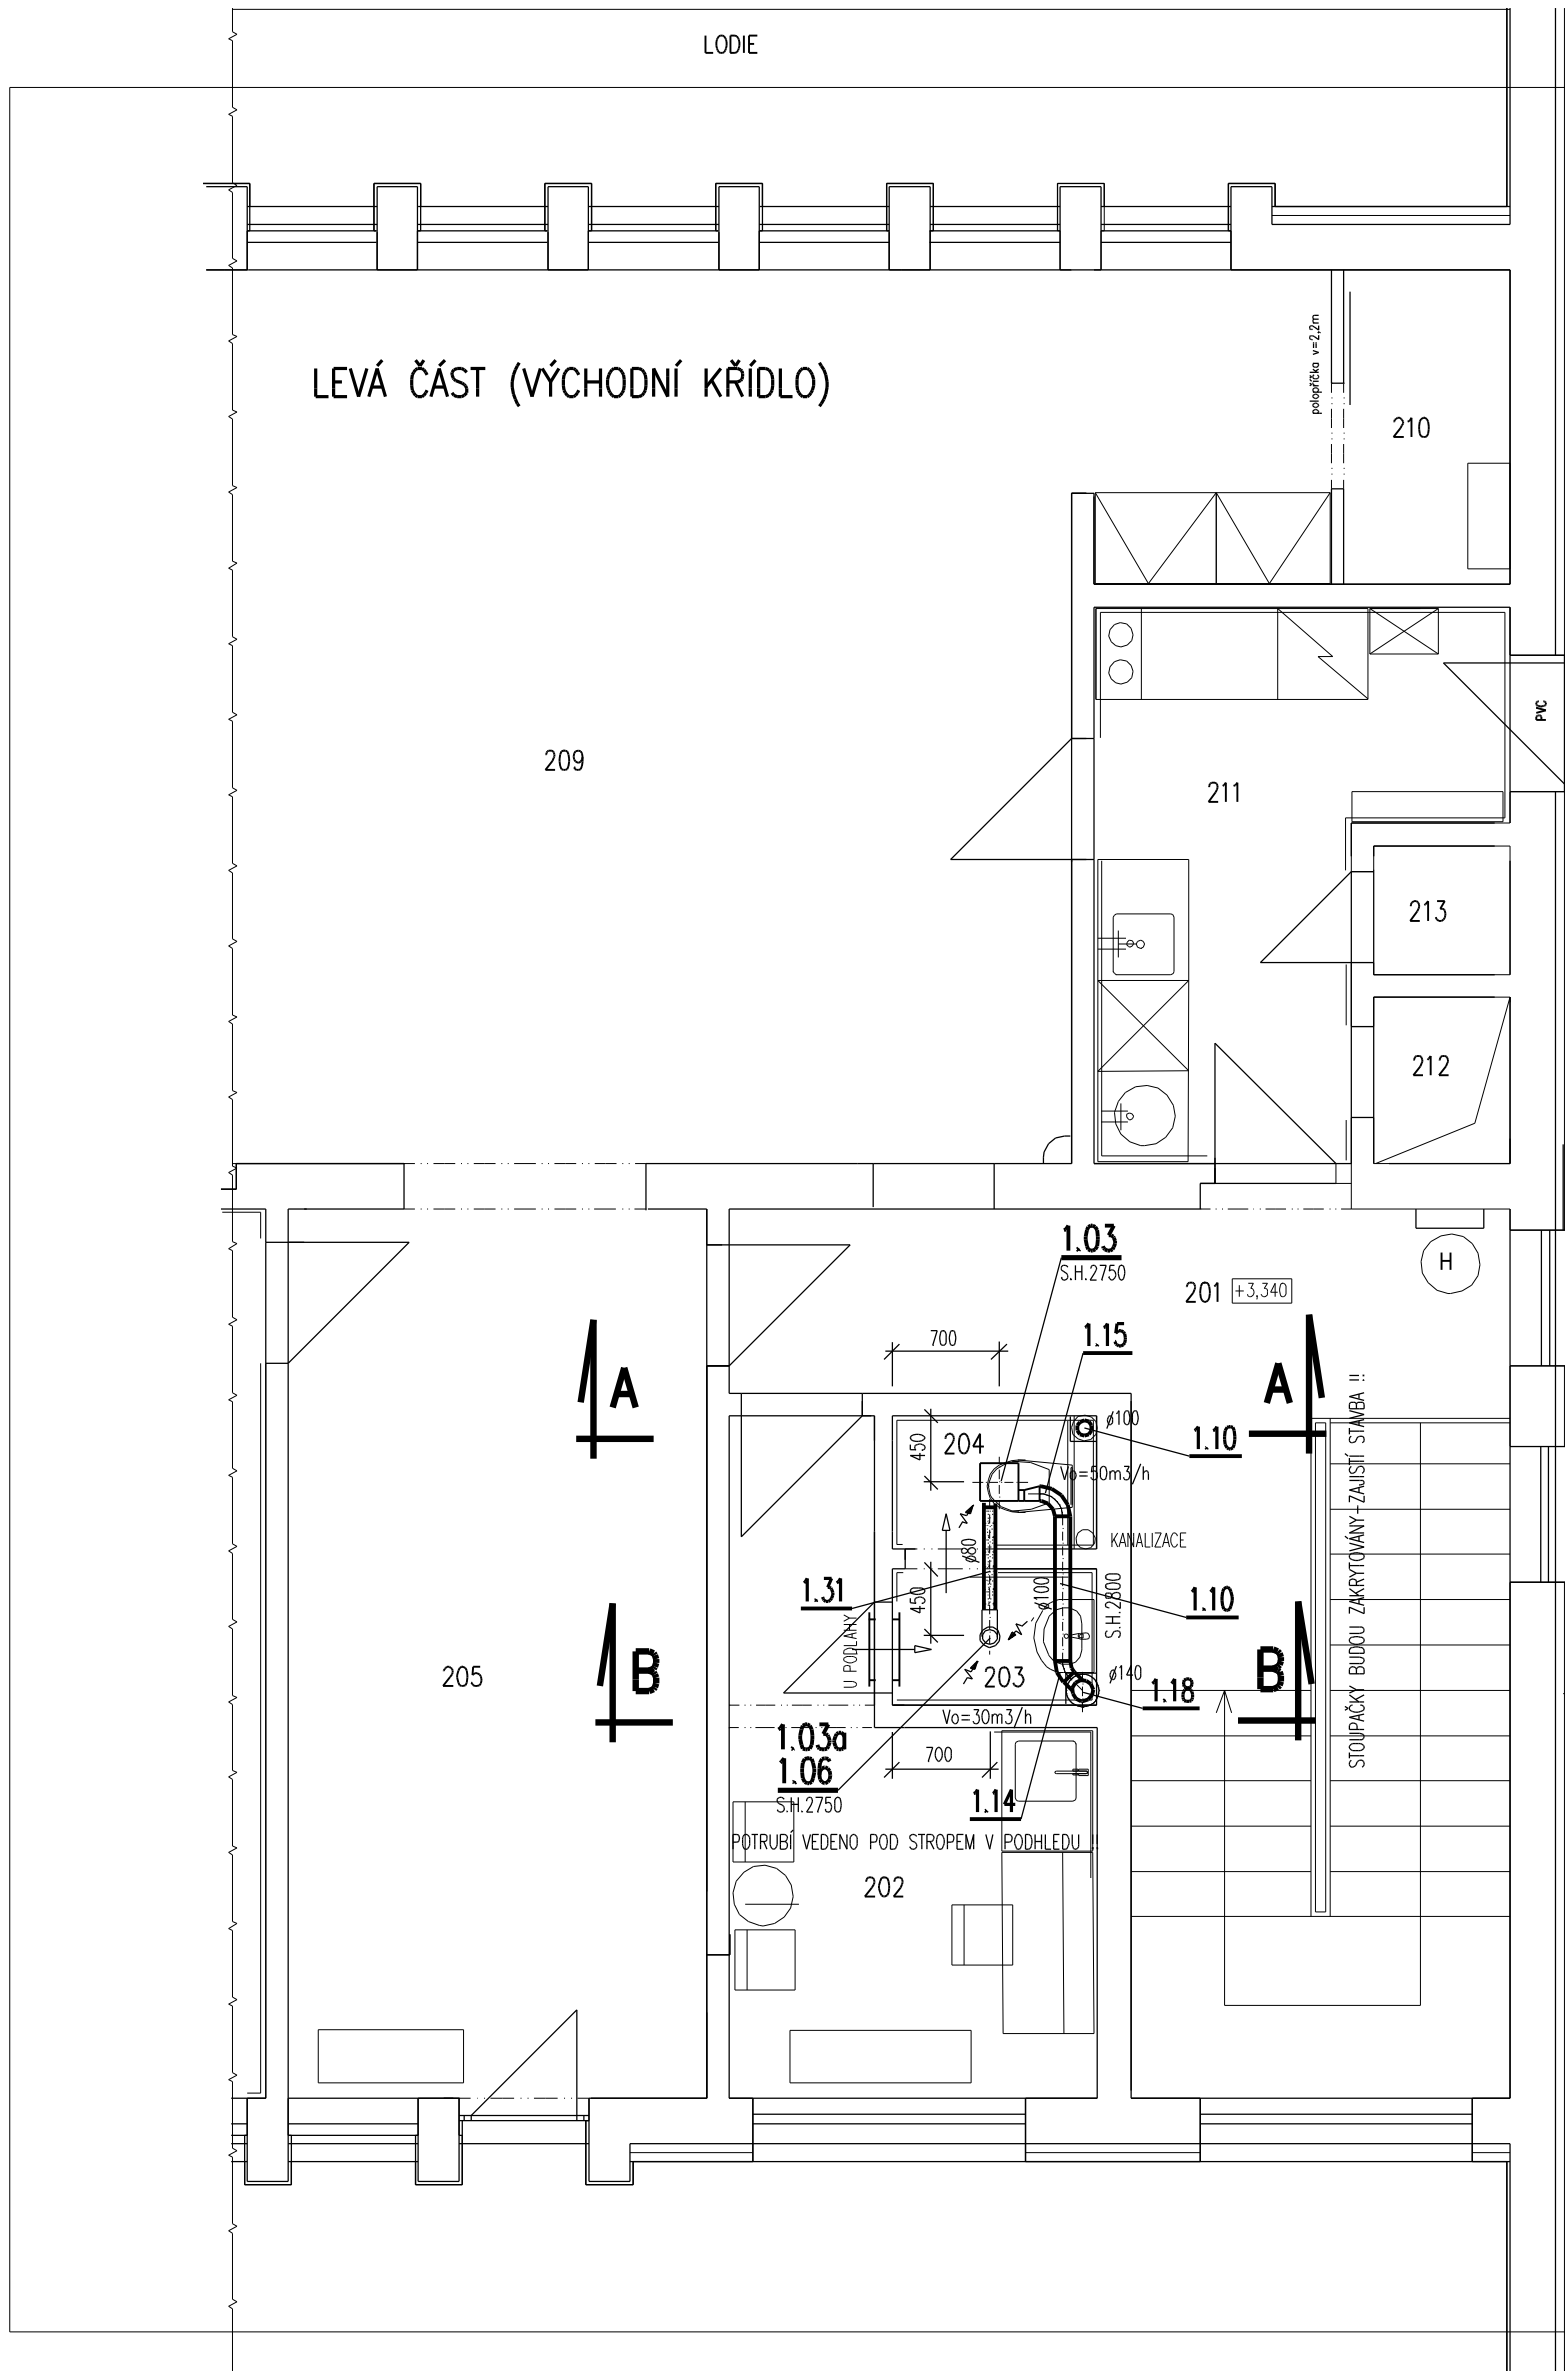 LODIE
polopříčka v=2,2m
LEVÁ ČÁST (VÝCHODNÍ KŘÍDLO)
210
PVC
209
211
213
212
1.03
S.H.2750
H
201
+3,340
1.15
700
A
A
STOUPAČKY BUDOU ZAKRYTOVÁNY-ZAJISTÍ STAVBA !!
ø100
450
204
1.10
Vo=50m3/h
KANALIZACE
ø80
1.31
450
ø100
S.H.2800
1.10
U PODLAHY
B
B
205
203
ø140
1.18
Vo=30m3/h
1.03a
1.06
S.H.2750
700
1.14
POTRUBÍ VEDENO POD STROPEM V PODHLEDU !!
202